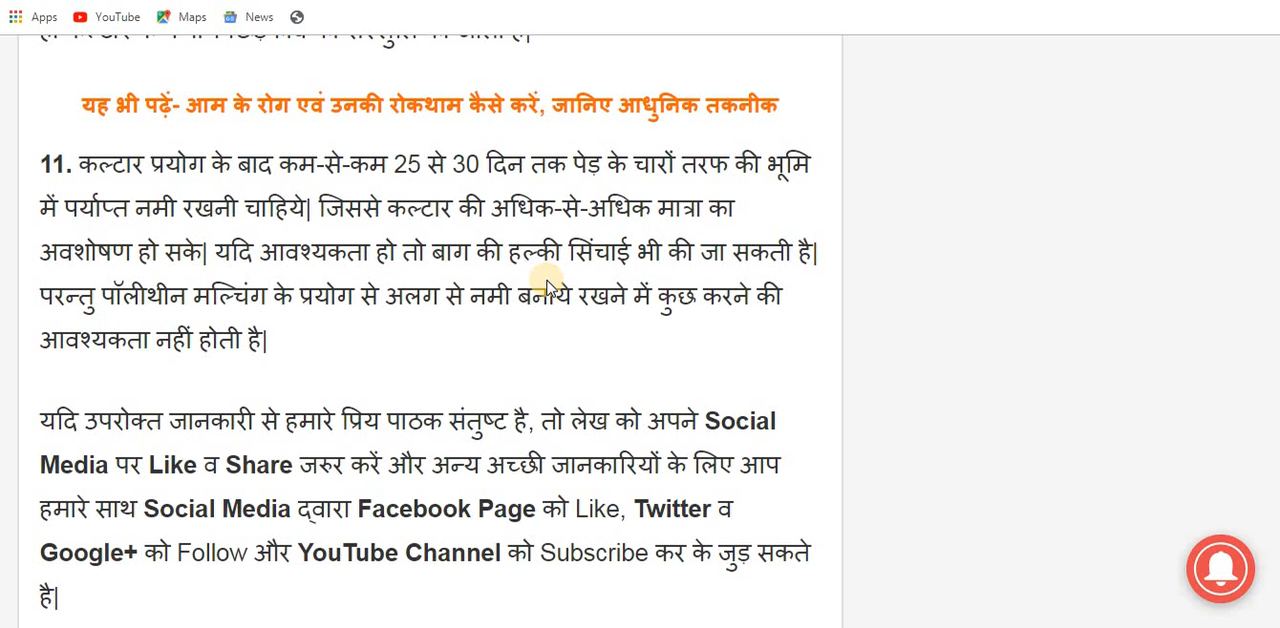 Apps YouTube Maps News
यह भी पढ़ें- आम के रोग एवं उनकी रोकथाम कैसे करें, जानिए आधुनिक तकनीक
11. कल्टार प्रयोग के बाद कम-से-कम 25 से 30 दिन तक पेड़ के चारों तरफ की भूमि
में पर्याप्त नमी रखनी चाहिये| जिससे कल्टार की अधिक-से-अधिक मात्रा का
अवशोषण हो सके| यदि आवश्यकता हो तो बाग की हल्की सिंचाई भी की जा सकती है|
परन्तु पॉलीथीन मल्चिंग के प्रयोग से अलग से नमी बनाये रखने में कुछ करने की
आवश्यकता नहीं होती है|
यदि उपरोक्त जानकारी से हमारे प्रिय पाठक संतुष्ट है, तो लेख को अपने Social
Media पर Like व Share जरुर करें और अन्य अच्छी जानकारियों के लिए आप
हमारे साथ Social Media द्वारा Facebook Page को Like, Twitter व
Google+ को Follow और YouTube Channel को Subscribe कर के जुड़ सकते
है|